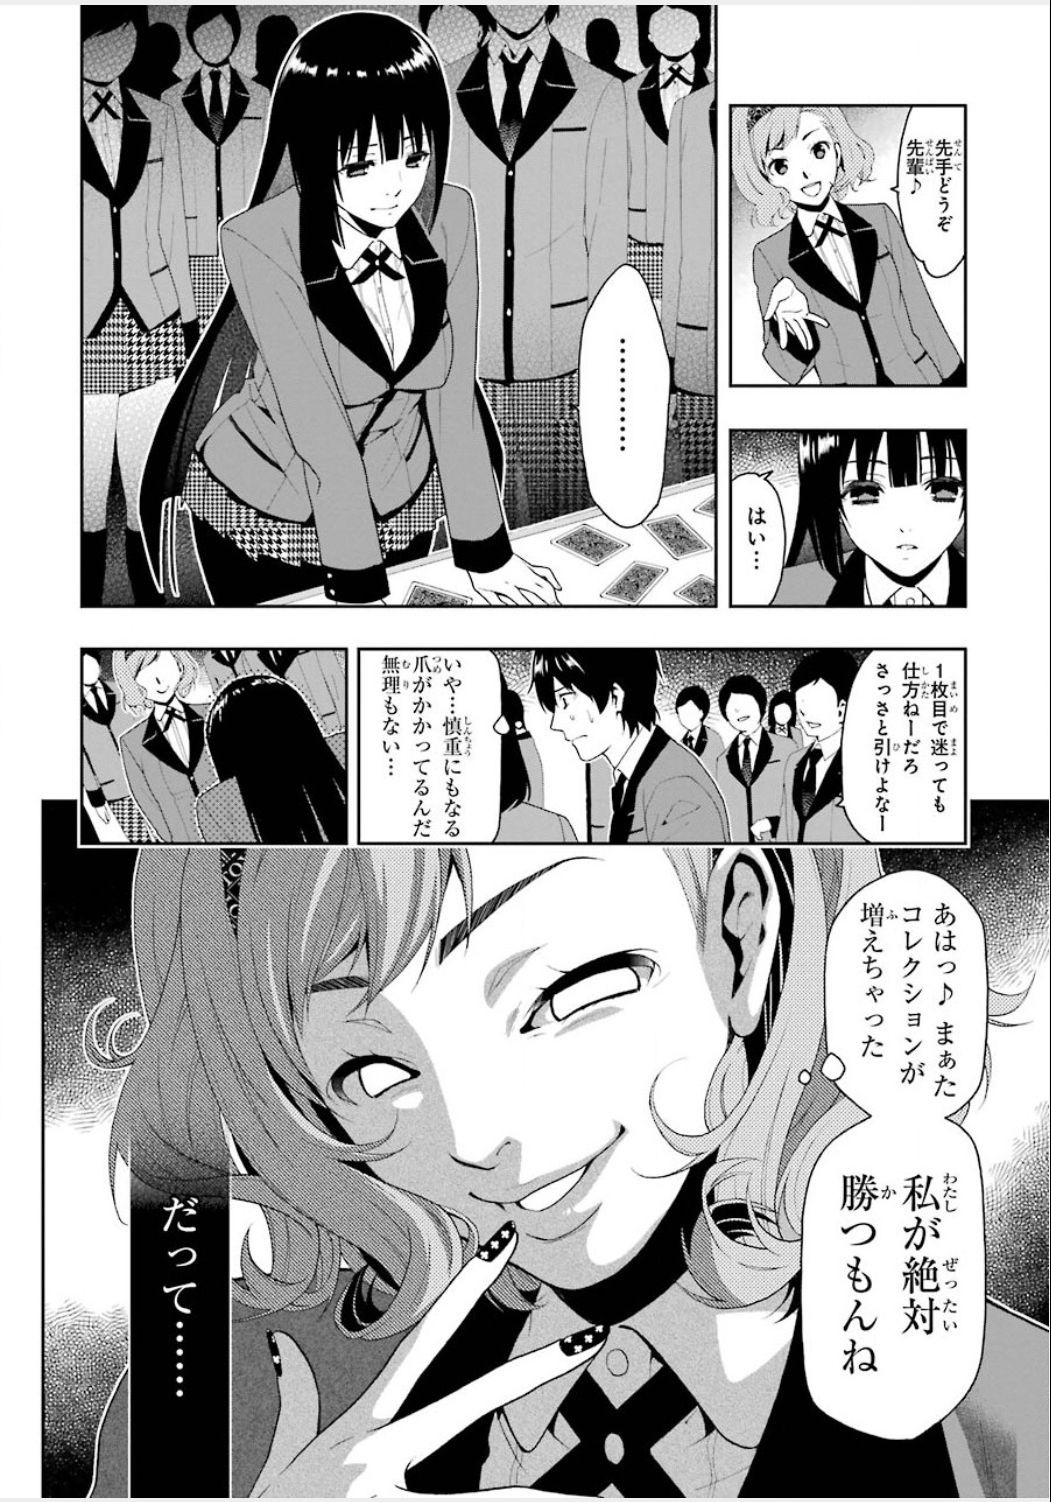 先手どうぞ
先輩♪
はい…
…………
1枚目で迷っても
仕方ねーだろ
さっさと引けよなー
いや…慎重にもなる
爪がかかってるんだ
無理もない…
あはっ♪まぁた
コレクションが
増えちゃった
私が絶対
勝つもんね
だって……